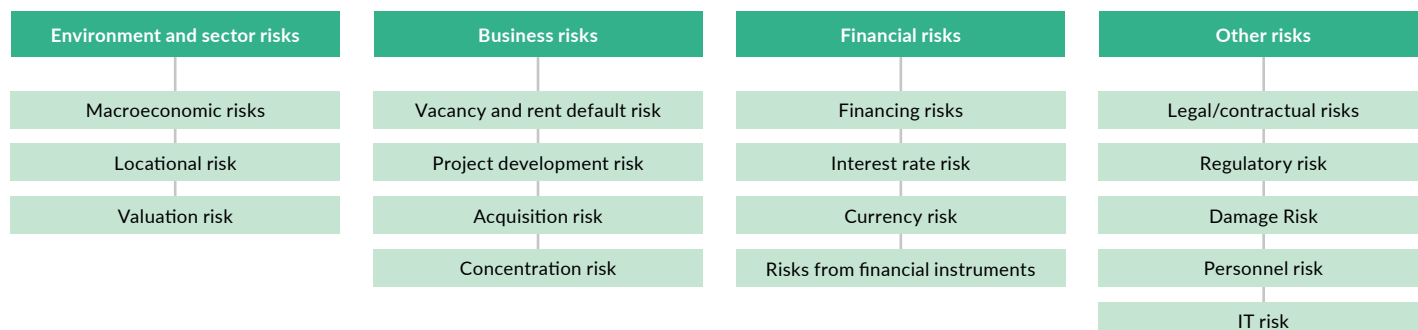 Environment and sector risks
Macroeconomic risks
Locational risk
Valuation risk
Business risks
Vacancy and rent default risk
Project development risk
Acquisition risk
Concentration risk
Financial risks
Financing risks
Interest rate risk
Currency risk
Risks from financial instruments
Other risks
Legal/contractual risks
Regulatory risk
Damage Risk
Personnel risk
IT risk